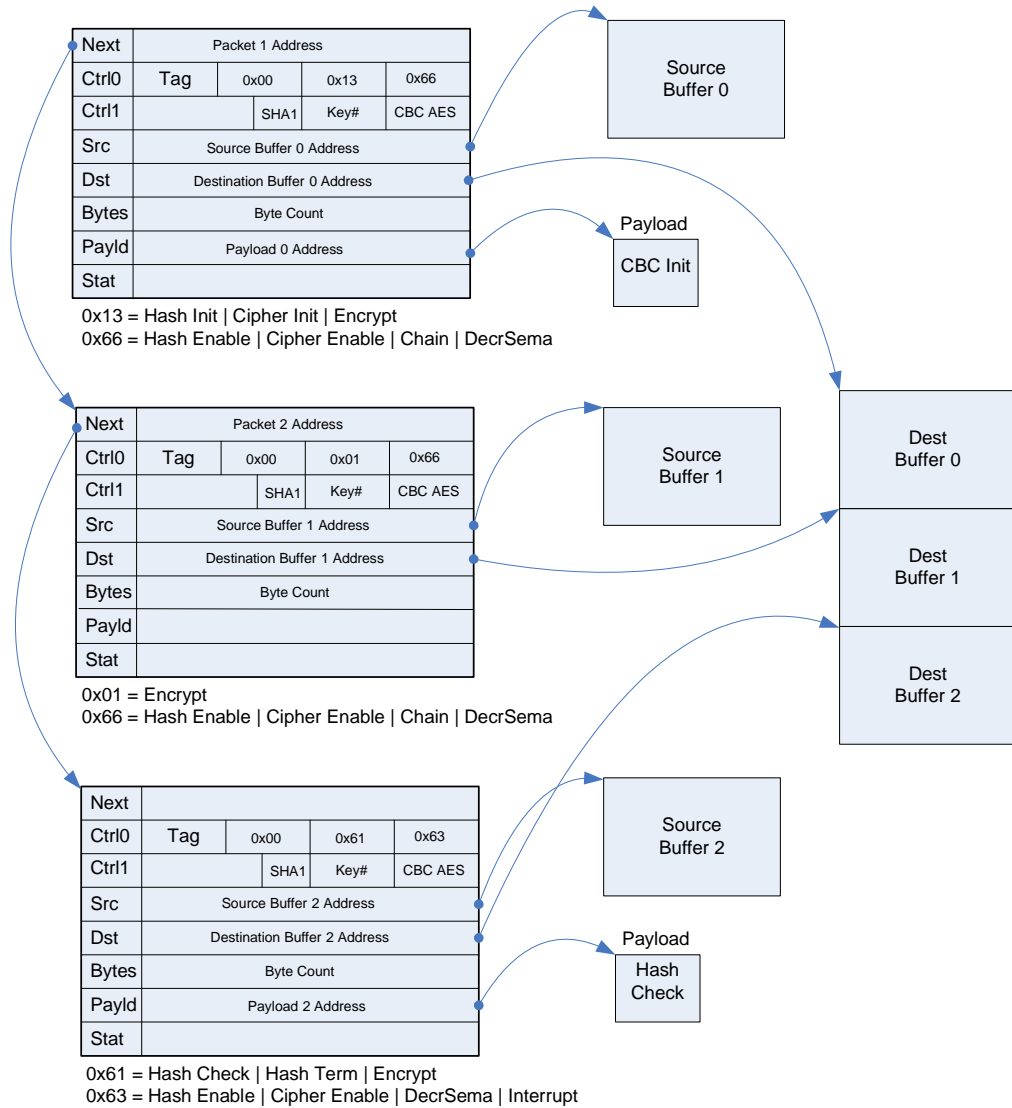 Next Packet 1 Address
Ctrl0 Tag 0x00 0x13 0x66
Ctrl1 SHA1 Key# CBC AES
Src Source Buffer 0 Address
Dst Destination Buffer 0 Address
Bytes Byte Count
Payld Payload 0 Address
Stat
0x13 = Hash Init | Cipher Init | Encrypt
0x66 = Hash Enable | Cipher Enable | Chain | DecrSema
Source
Buffer 0
Payload
CBC Init
Next Packet 2 Address
Ctrl0 Tag 0x00 0x01 0x66
Ctrl1 SHA1 Key# CBC AES
Src Source Buffer 1 Address
Dst Destination Buffer 1 Address
Bytes Byte Count
Payld
Stat
0x01 = Encrypt
0x66 = Hash Enable | Cipher Enable | Chain | DecrSema
Source
Buffer 1
Dest
Buffer 0
Dest
Buffer 1
Dest
Buffer 2
Next
Ctrl0 Tag 0x00 0x61 0x63
Ctrl1 SHA1 Key# CBC AES
Src Source Buffer 2 Address
Dst Destination Buffer 2 Address
Bytes Byte Count
Payld Payload 2 Address
Stat
0x61 = Hash Check | Hash Term | Encrypt
0x63 = Hash Enable | Cipher Enable | DecrSema | Interrupt
Source
Buffer 2
Payload
Hash
Check